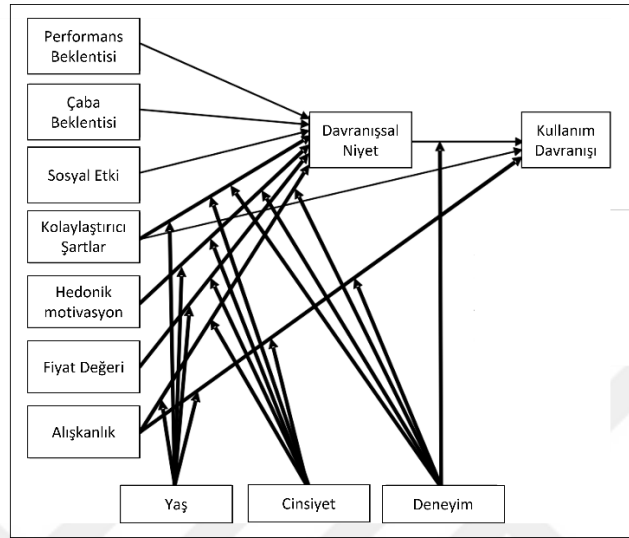 Performans
Beklentisi
Çaba
Beklentisi
Sosyal Etki
Kolaylaştırıcı
Şartlar
Hedonik
motivasyon
Fiyat Değeri
Alışkanlık
Davranışsal
Niyet
Kullanım
Davranışı
Yaş
Cinsiyet
Deneyim